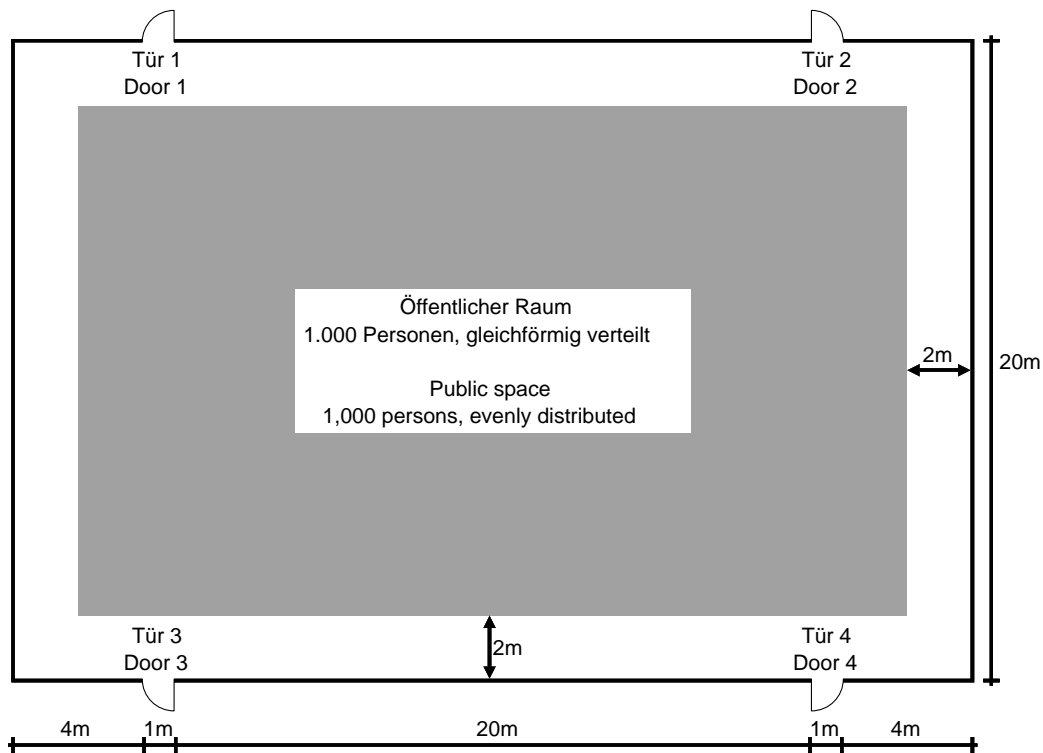 Tür 1
Door 1
Tür 2
Door 2
Öffentlicher Raum
1.000 Personen, gleichförmig verteilt
Public space
1,000 persons, evenly distributed
2m
20m
Tür 3
Door 3
2m
Tür 4
Door 4
4m
1m
20m
1m
4m